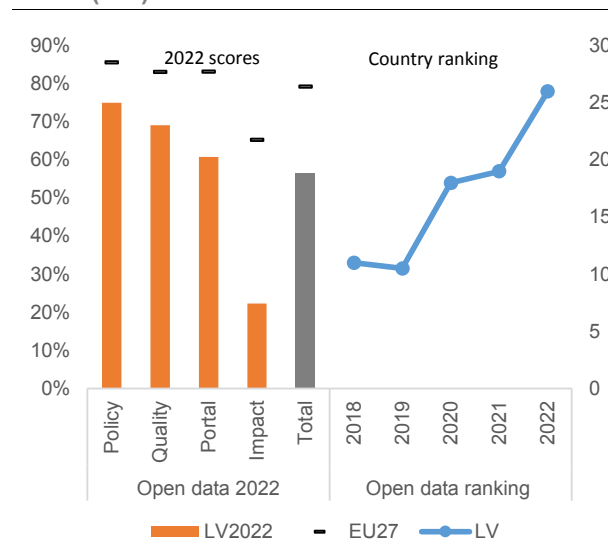 2022 scores
Country ranking
90%
80%
70%
60%
50%
40%
30%
20%
10%
0%
30
25
20
15
10
5
0
Policy
Quality
Portal
Impact
Total
2018
2019
2020
2021
2022
Open data 2022
Open data ranking
LV2022
EU27
LV